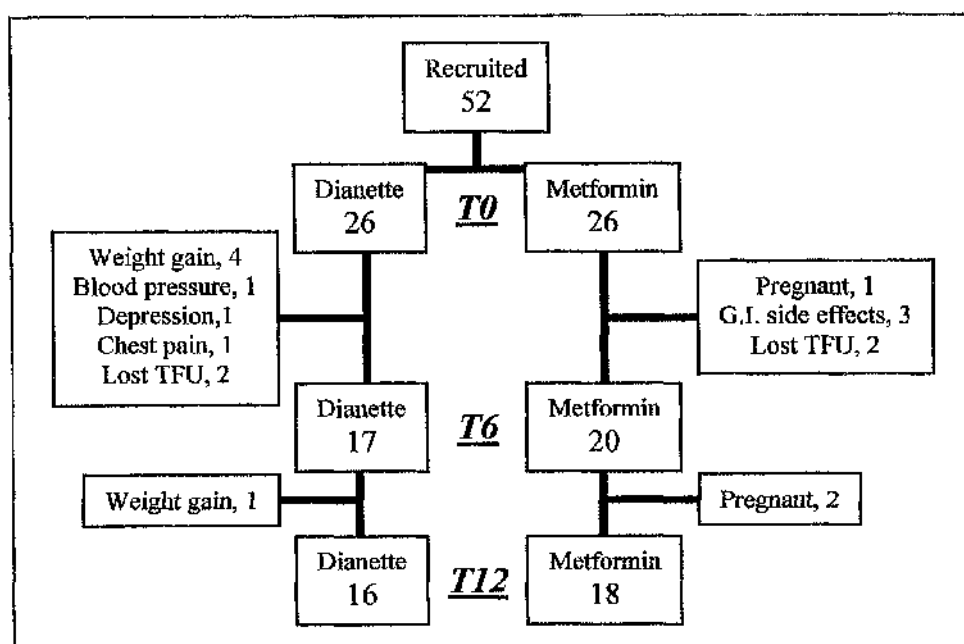 Recruited
52
Dianette
26
T0
Metformin
26
Weight gain, 4
Blood pressure, 1
Depression,1
Chest pain, 1
Lost TFU, 2
Pregnant, 1
G.I. side effects, 3
Lost TFU, 2
Dianette
17
T6
Metformin
20
Weight gain, 1
Pregnant, 2
Dianette
16
T12
Metformin
18